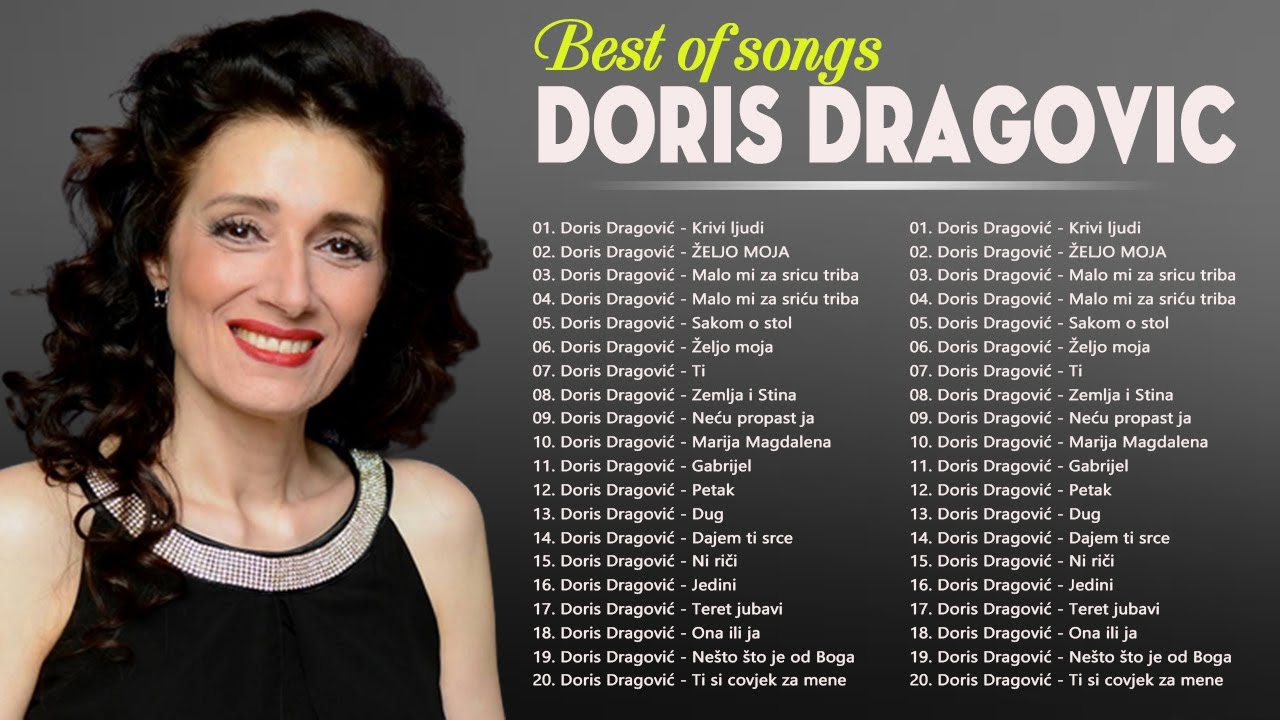 Best of songs
DORIS DRAGOVIC
01. Doris Dragović - Krivi ljudi
02. Doris Dragović - ŽELJO MOJA
03. Doris Dragović - Malo mi za sricu triba
04. Doris Dragović - Malo mi za sriću triba
05. Doris Dragović - Sakom o stol
06. Doris Dragović - Željo moja
07. Doris Dragović - Ti
08. Doris Dragović - Zemlja i Stina
09. Doris Dragović - Neću propast ja
10. Doris Dragović - Marija Magdalena
11. Doris Dragović - Gabrijel
12. Doris Dragović - Petak
13. Doris Dragović - Dug
14. Doris Dragović - Dajem ti srce
15. Doris Dragović - Ni riči
16. Doris Dragović - Jedini
17. Doris Dragović - Teret jubavi
18. Doris Dragović - Ona ili ja
19. Doris Dragović - Nešto što je od Boga
20. Doris Dragović - Ti si covjek za mene
01. Doris Dragović - Krivi ljudi
02. Doris Dragović - ŽELJO MOJA
03. Doris Dragović - Malo mi za sricu triba
04. Doris Dragović - Malo mi za sriću triba
05. Doris Dragović - Sakom o stol
06. Doris Dragović - Željo moja
07. Doris Dragović - Ti
08. Doris Dragović - Zemlja i Stina
09. Doris Dragović - Neću propast ja
10. Doris Dragović - Marija Magdalena
11. Doris Dragović - Gabrijel
12. Doris Dragović - Petak
13. Doris Dragović - Dug
14. Doris Dragović - Dajem ti srce
15. Doris Dragović - Ni riči
16. Doris Dragović - Jedini
17. Doris Dragović - Teret jubavi
18. Doris Dragović - Ona ili ja
19. Doris Dragović - Nešto što je od Boga
20. Doris Dragović - Ti si covjek za mene